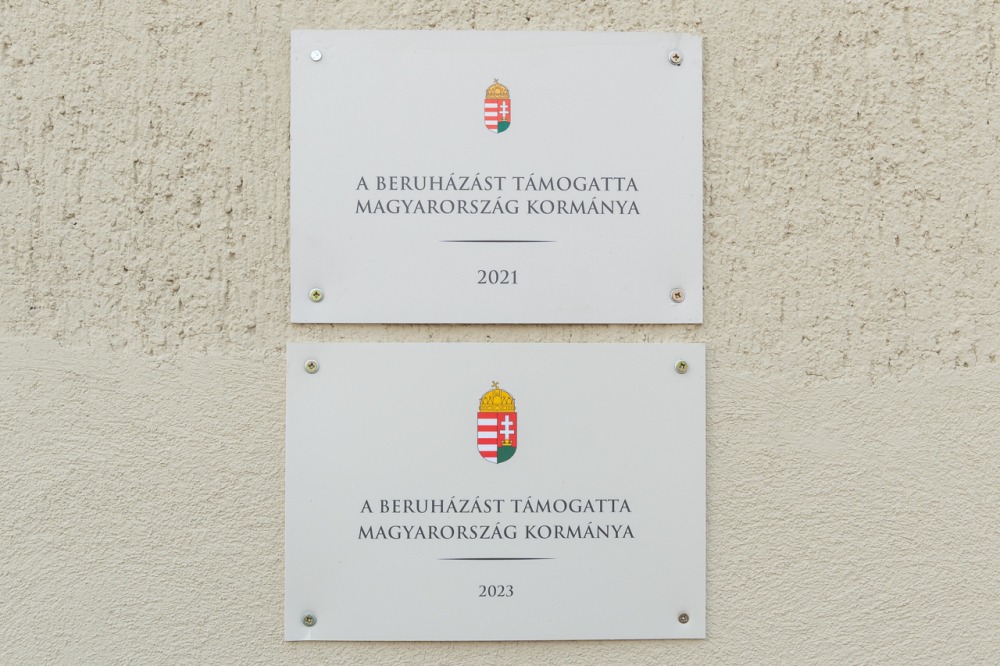 A BERUHÁZÁST TÁMOGATTA
MAGYARORSZÁG KORMÁNYA
2021
A BERUHÁZÁST TÁMOGATTA
MAGYARORSZÁG KORMÁNYA
2023